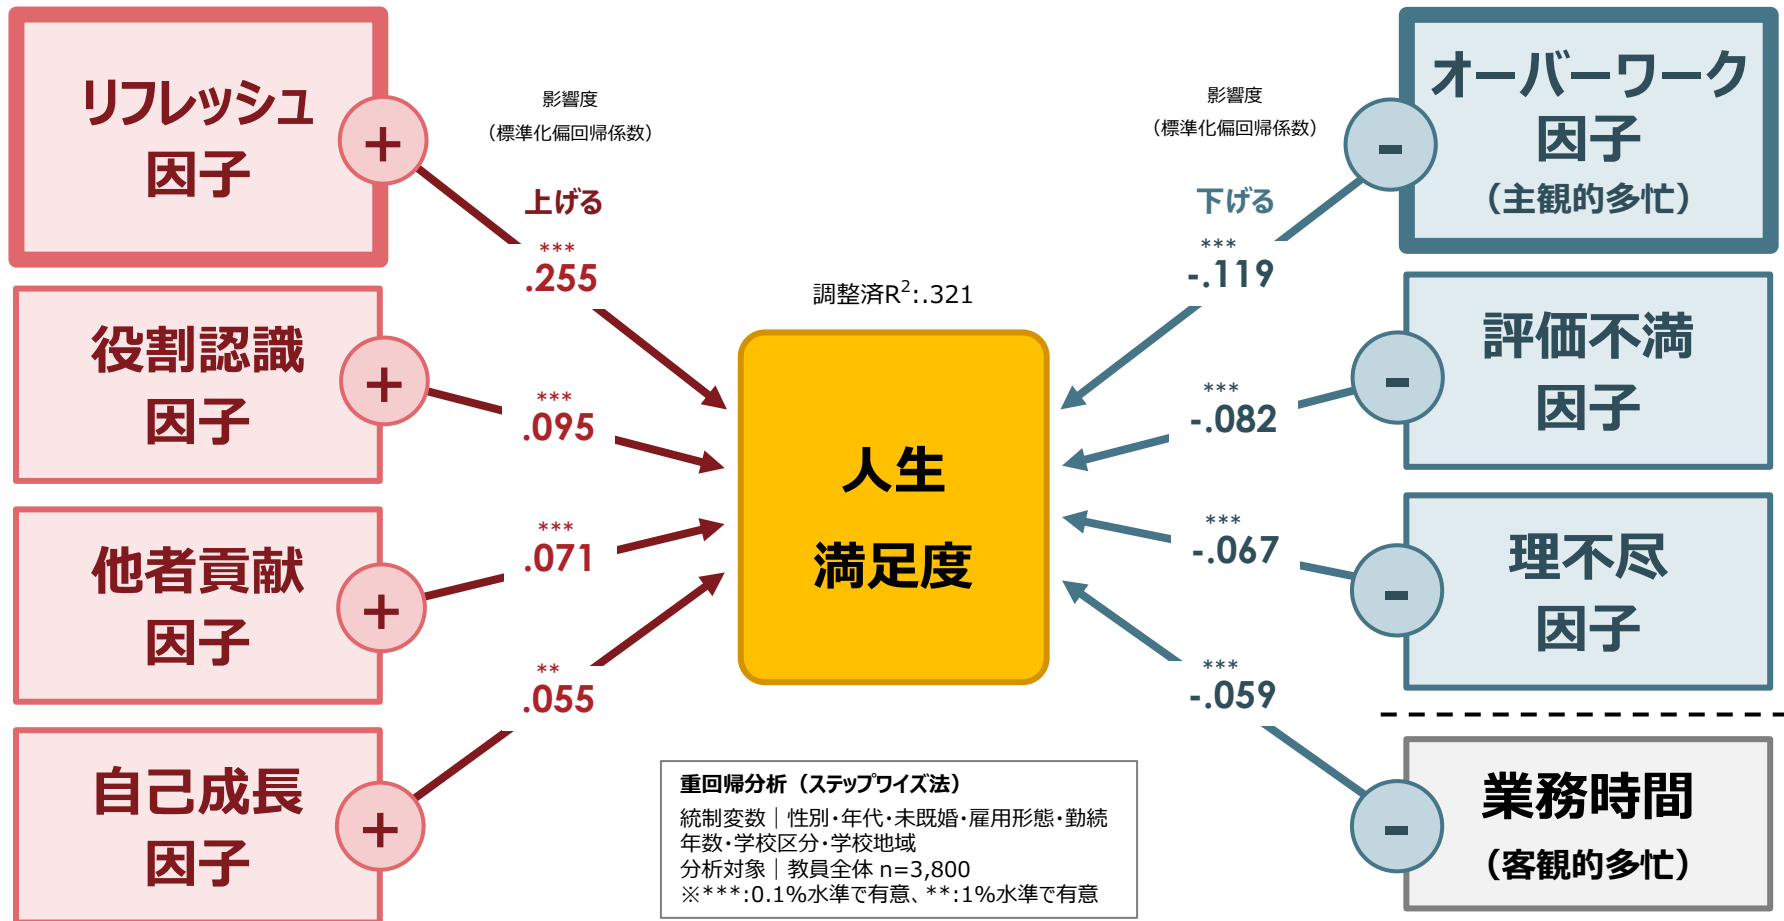 リフレッシュ
因子
+
影響度
（標準化偏回帰係数）
上げる
***
.255
役割認識
因子
+
***
.095
他者貢献
因子
+
***
.071
自己成長
因子
+
**
.055
調整済R²:.321
人生
満足度
影響度
（標準化偏回帰係数）
下げる
オーバーワーク
因子
（主観的多忙）
-
***
-.119
評価不満
因子
-
***
-.082
理不尽
因子
-
***
-.067
業務時間
（客観的多忙）
-
***
-.059
重回帰分析（ステップワイズ法）
統制変数｜性別・年代・未既婚・雇用形態・勤続
年数・学校区分・学校地域
分析対象｜教員全体 n=3,800
※***:0.1%水準で有意、**:1%水準で有意